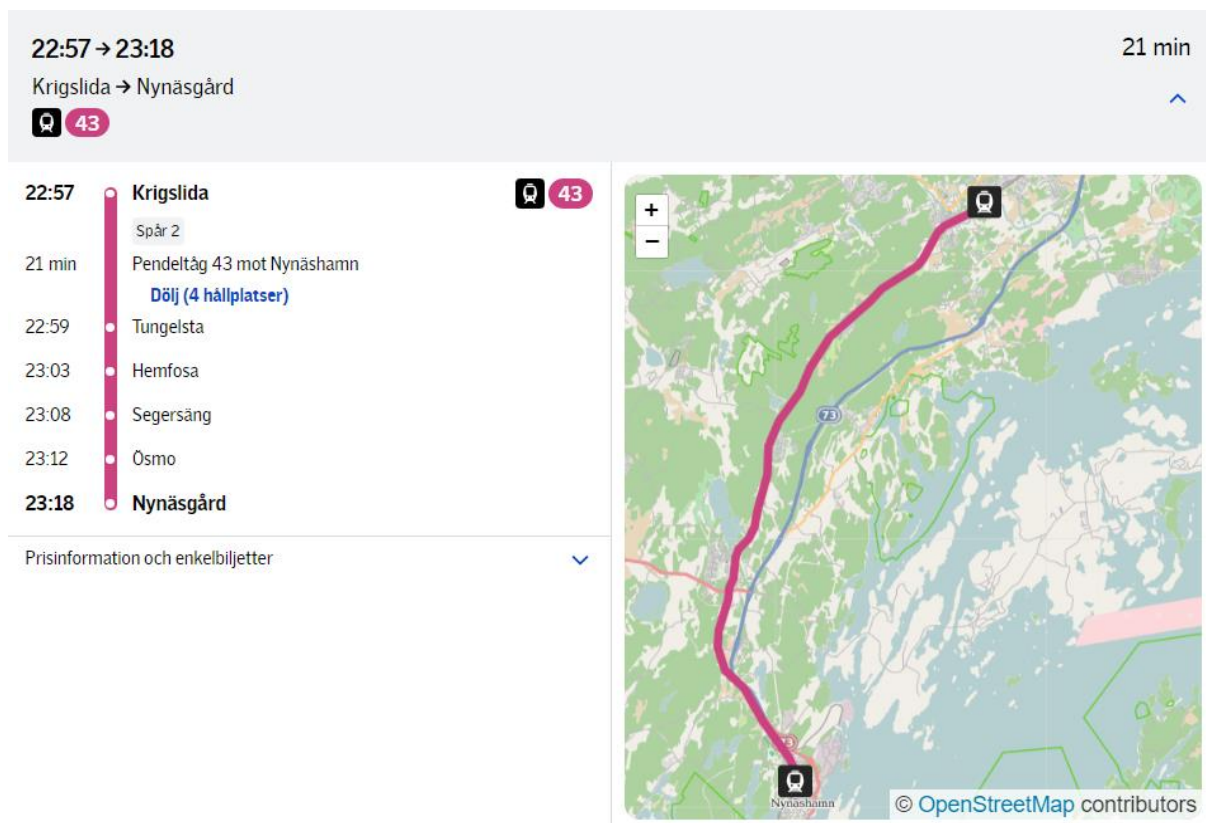 22:57 → 23:18
21 min
Krigslida → Nynäsgård
43
22:57 Krigslida 43
Spår 2
21 min Pendeltåg 43 mot Nynäshamn
Dölj (4 hållplatser)
22:59 Tungelsta
23:03 Hemfosa
23:08 Segersäng
23:12 Ösmo
23:18 Nynäsgård
Prisinformation och enkelbiljetter
+
−
73
73
Nynäshamn
© OpenStreetMap contributors